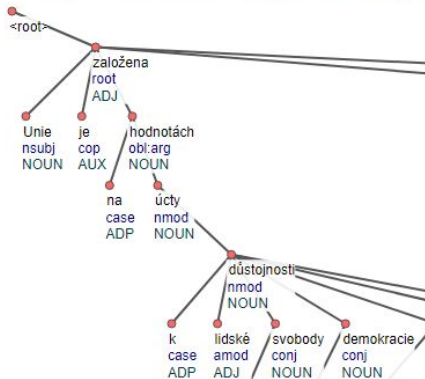 <root>
založena
root
ADJ
Unie je hodnotách
nsubj cop obl:arg
NOUN AUX NOUN
na úcty
case nmod
ADP NOUN
důstojnosti
nmod
NOUN
k lidské svobody demokracie
case amod conj conj
ADP ADJ NOUN NOUN